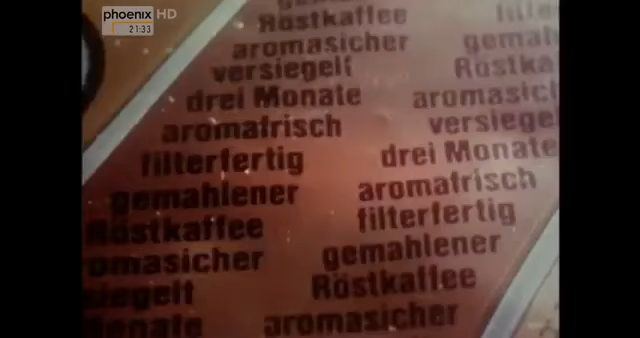 phoenix HD
21:33
Röstkaffee
aromasicher gemah
versiegelt Röstka
drei Monate aromasich
aromafrisch versiegel
filterfertig drei Monate
gemahlener aromafrisch
Röstkaffee filterfertig
omasicher gemahlener
siegelt Röstkaffee
Monate aromasicher